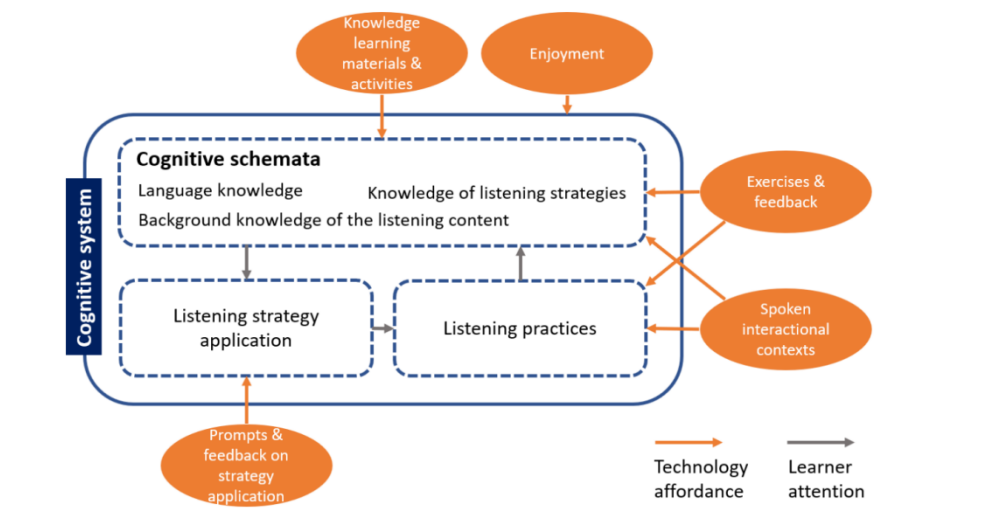 Knowledge
learning
materials &
activities
Enjoyment
Cognitive system
Cognitive schemata
Language knowledge
Knowledge of listening strategies
Background knowledge of the listening content
Exercises &
feedback
Listening strategy
application
Listening practices
Spoken
interactional
contexts
Prompts &
feedback on
strategy
application
Technology
affordance
Learner
attention